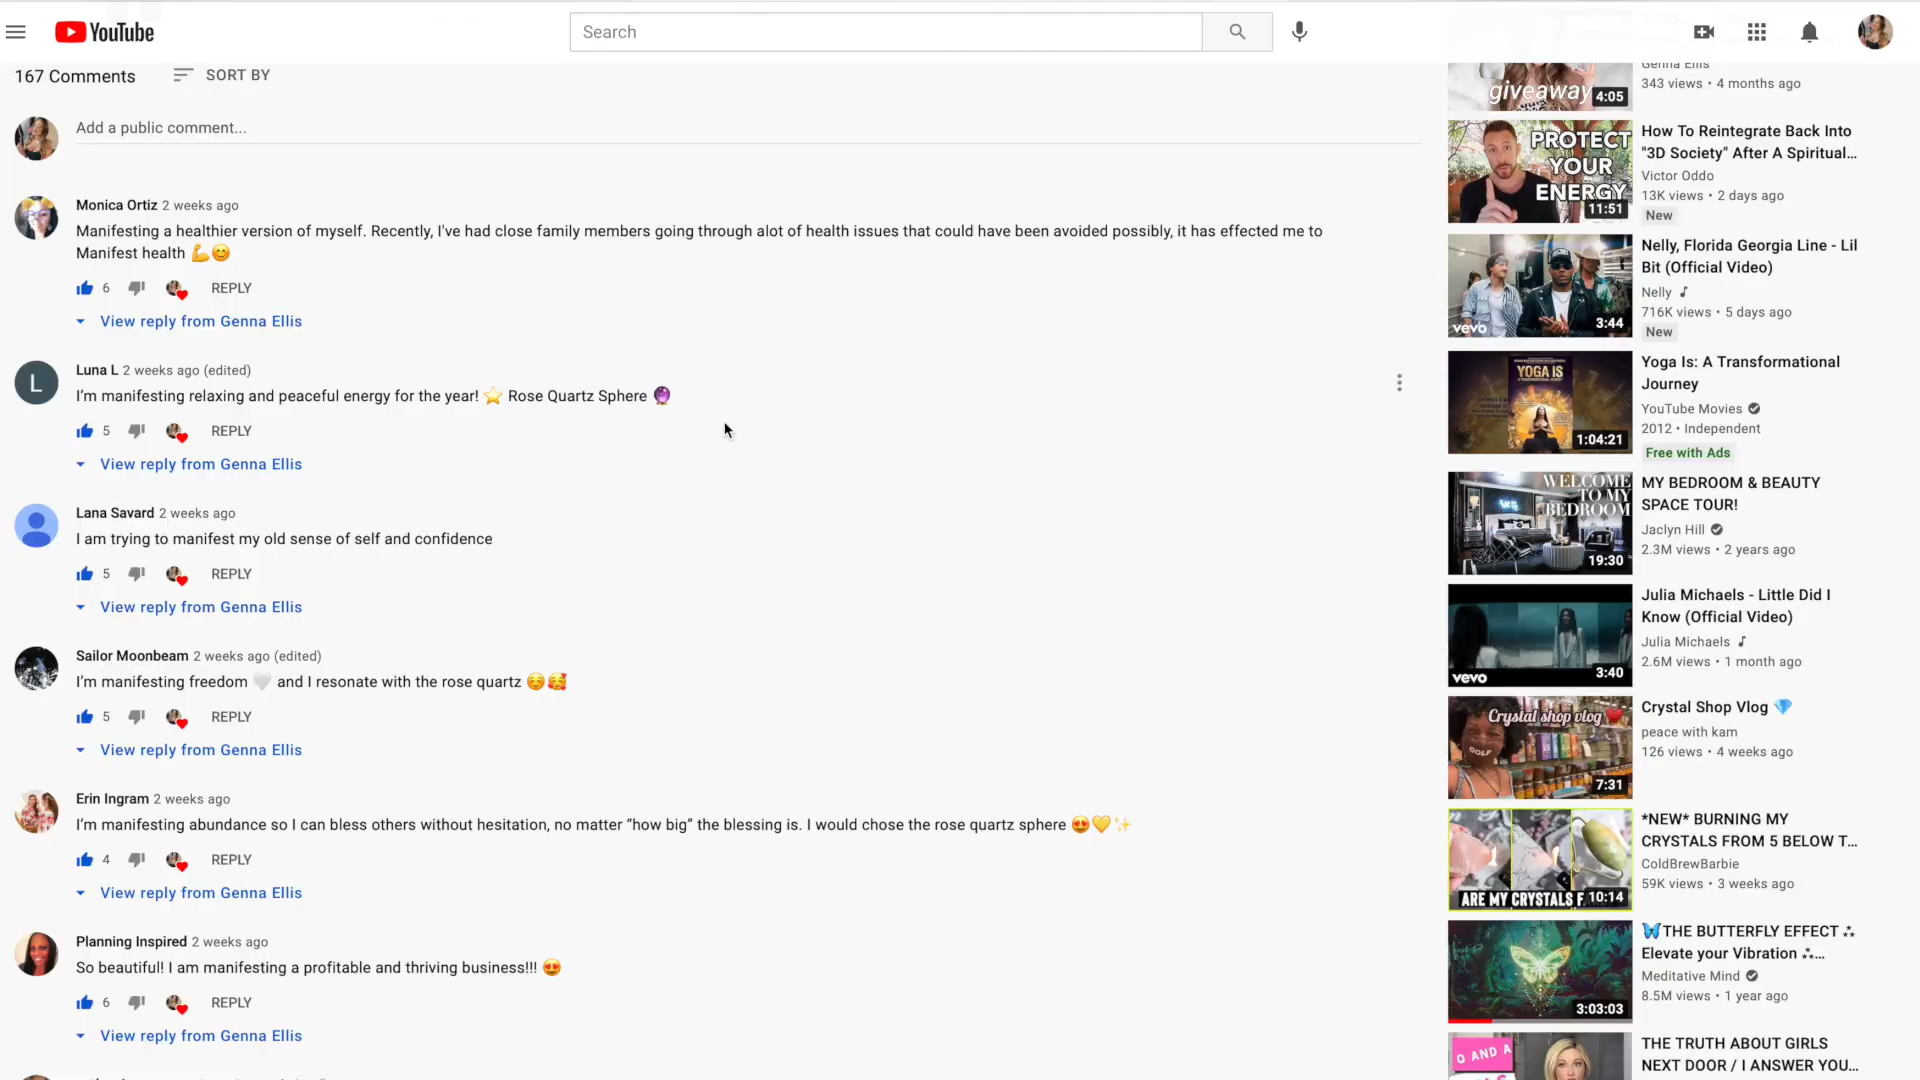 YouTube
Search
167 Comments
SORT BY
Add a public comment...
Monica Ortiz 2 weeks ago
Manifesting a healthier version of myself. Recently, I've had close family members going through alot of health issues that could have been avoided possibly, it has effected me to
Manifest health 💪😊
6 REPLY
View reply from Genna Ellis
L
Luna L 2 weeks ago (edited)
I'm manifesting relaxing and peaceful energy for the year! ⭐ Rose Quartz Sphere 🔮
5 REPLY
View reply from Genna Ellis
Lana Savard 2 weeks ago
I am trying to manifest my old sense of self and confidence
5 REPLY
View reply from Genna Ellis
Sailor Moonbeam 2 weeks ago (edited)
I'm manifesting freedom 🤍 and I resonate with the rose quartz ☺️🥰
5 REPLY
View reply from Genna Ellis
Erin Ingram 2 weeks ago
I'm manifesting abundance so I can bless others without hesitation, no matter “how big” the blessing is. I would chose the rose quartz sphere 😍💛✨
4 REPLY
View reply from Genna Ellis
Planning Inspired 2 weeks ago
So beautiful! I am manifesting a profitable and thriving business!!! 😍
6 REPLY
View reply from Genna Ellis
giveaway
4:05
Genna Ellis
343 views • 4 months ago
PROTECT
YOUR
ENERGY
11:51
How To Reintegrate Back Into
"3D Society" After A Spiritual...
Victor Oddo
13K views • 2 days ago
New
vevo
3:44
Nelly, Florida Georgia Line - Lil
Bit (Official Video)
Nelly ♪
716K views • 5 days ago
New
YOGA IS
1:04:21
Yoga Is: A Transformational
Journey
YouTube Movies
2012 • Independent
Free with Ads
WELCOME
TO MY
BEDROOM
19:30
MY BEDROOM & BEAUTY
SPACE TOUR!
Jaclyn Hill
2.3M views • 2 years ago
vevo
3:40
Julia Michaels - Little Did I
Know (Official Video)
Julia Michaels ♪
2.6M views • 1 month ago
Crystal shop vlog
GOLF
7:31
Crystal Shop Vlog 💎
peace with kam
126 views • 4 weeks ago
ARE MY CRYSTALS F
10:14
*NEW* BURNING MY
CRYSTALS FROM 5 BELOW T...
ColdBrewBarbie
59K views • 3 weeks ago
3:03:03
🦋THE BUTTERFLY EFFECT ⛬
Elevate your Vibration ⛬...
Meditative Mind
8.5M views • 1 year ago
Q AND A
THE TRUTH ABOUT GIRLS
NEXT DOOR / I ANSWER YOU...